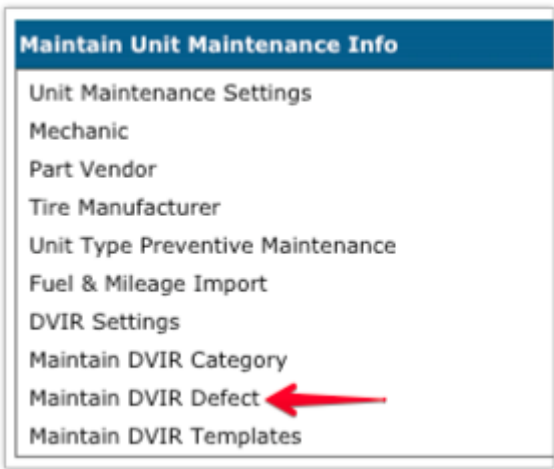 Maintain Unit Maintenance Info
Unit Maintenance Settings
Mechanic
Part Vendor
Tire Manufacturer
Unit Type Preventive Maintenance
Fuel & Mileage Import
DVIR Settings
Maintain DVIR Category
Maintain DVIR Defect
Maintain DVIR Templates